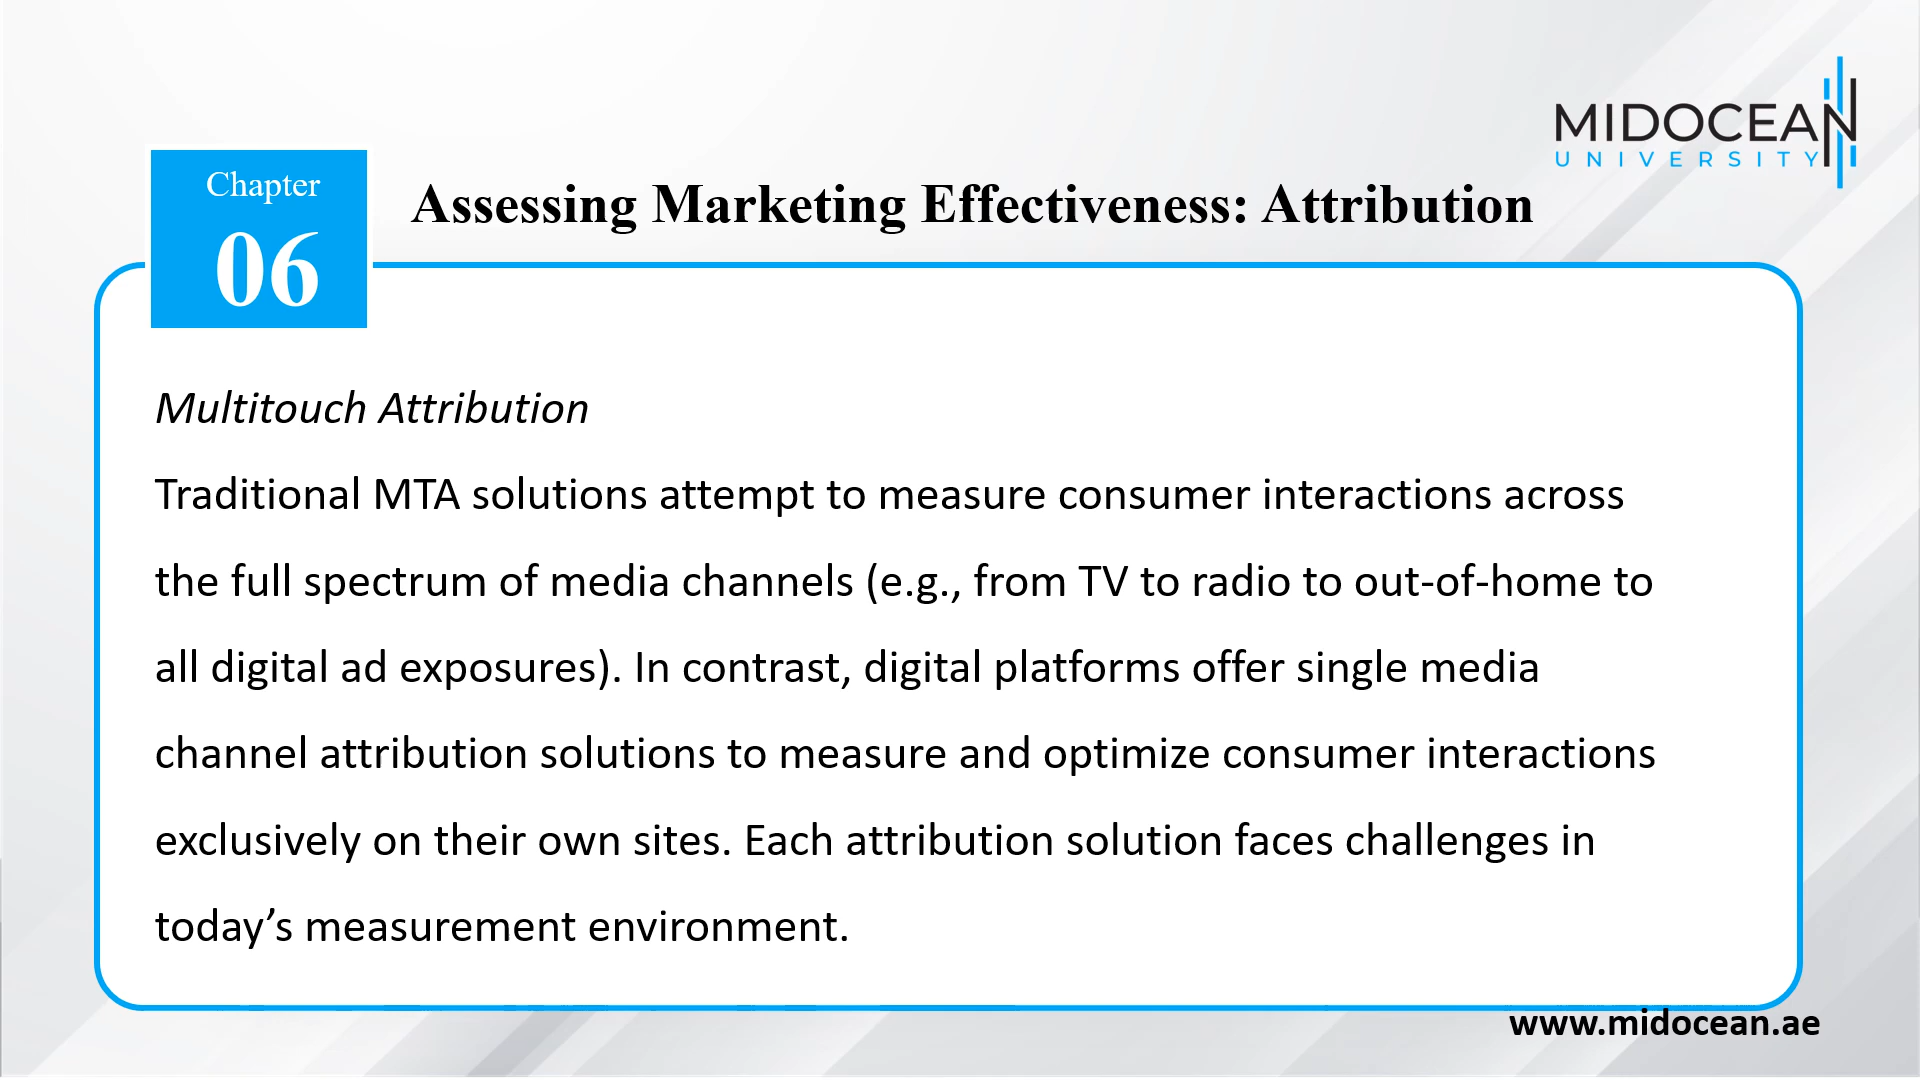 MIDOCEAN
UNIVERSITY
Chapter
06
Assessing Marketing Effectiveness: Attribution
Multitouch Attribution
Traditional MTA solutions attempt to measure consumer interactions across
the full spectrum of media channels (e.g., from TV to radio to out-of-home to
all digital ad exposures). In contrast, digital platforms offer single media
channel attribution solutions to measure and optimize consumer interactions
exclusively on their own sites. Each attribution solution faces challenges in
today’s measurement environment.
www.midocean.ae